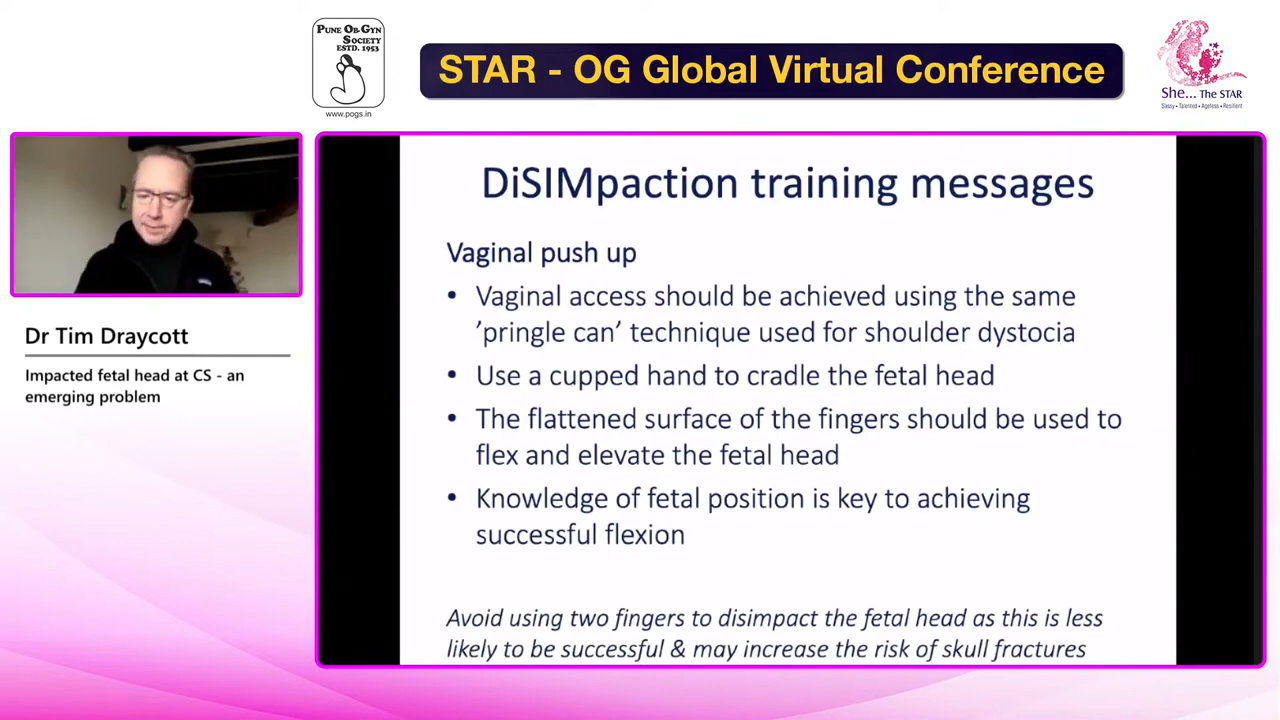 PUNE OB-GYN
SOCIETY
ESTD. 1953
www.pogs.in
STAR - OG Global Virtual Conference
She... THE STAR
Sassy • Talented • Ageless • Resilient
Dr Tim Draycott
Impacted fetal head at CS - an
emerging problem
DiSIMpaction training messages
Vaginal push up
• Vaginal access should be achieved using the same
’pringle can’ technique used for shoulder dystocia
• Use a cupped hand to cradle the fetal head
• The flattened surface of the fingers should be used to
flex and elevate the fetal head
• Knowledge of fetal position is key to achieving
successful flexion
Avoid using two fingers to disimpact the fetal head as this is less
likely to be successful & may increase the risk of skull fractures